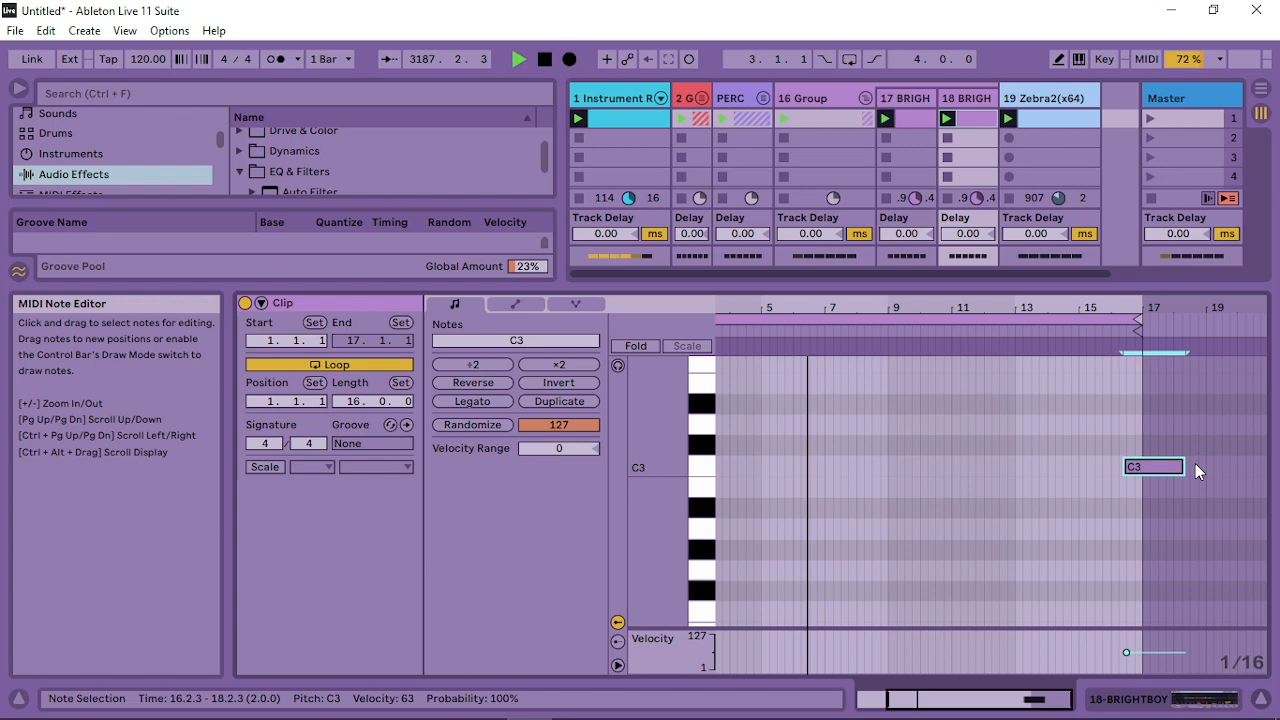 Live Untitled* - Ableton Live 11 Suite
File Edit Create View Options Help
Link Ext Tap 120.00 4 / 4 1 Bar 3187. 2. 3 3. 1. 1 4. 0. 0 Key MIDI 72 %
Search (Ctrl + F)
Sounds
Drums
Instruments
Audio Effects
Name
Drive & Color
Dynamics
EQ & Filters
Auto Filter
1 Instrument R 2 G PERC 16 Group 17 BRIGH 18 BRIGH 19 Zebra2(x64) Master
1
2
3
4
114 16 .9 .4 .9 .4 907 2
Track Delay Delay Delay Track Delay Delay Delay Track Delay Track Delay
0.00 ms 0.00 0.00 0.00 ms 0.00 0.00 0.00 ms 0.00 ms
Groove Name Base Quantize Timing Random Velocity
Groove Pool Global Amount 23%
MIDI Note Editor
Click and drag to select notes for editing.
Drag notes to new positions or enable
the Control Bar's Draw Mode switch to
draw notes.
[+/-] Zoom In/Out
[Pg Up/Pg Dn] Scroll Up/Down
[Ctrl + Pg Up/Pg Dn] Scroll Left/Right
[Ctrl + Alt + Drag] Scroll Display
Clip
Start Set End Set
1. 1. 1 17. 1. 1
Loop
Position Set Length Set
1. 1. 1 16. 0. 0
Signature Groove
4 / 4 None
Scale
Notes
C3
÷2 ×2
Reverse Invert
Legato Duplicate
Randomize 127
Velocity Range 0
5 7 9 11 13 15 17 19
Fold Scale
C3
C3
Velocity 127
1
1/16
Note Selection Time: 16.2.3 - 18.2.3 (2.0.0) Pitch: C3 Velocity: 63 Probability: 100%
18-BRIGHTBOY